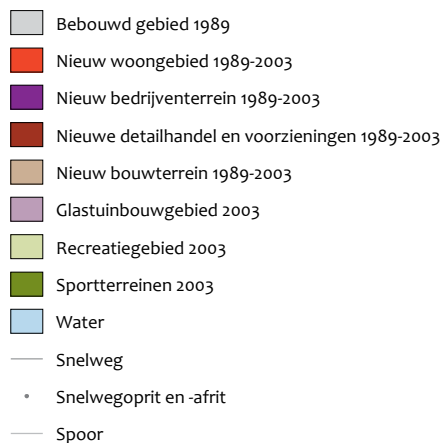 Bebouwd gebied 1989
Nieuw woongebied 1989-2003
Nieuw bedrijventerrein 1989-2003
Nieuwe detailhandel en voorzieningen 1989-2003
Nieuw bouwterrein 1989-2003
Glastuinbouwgebied 2003
Recreatiegebied 2003
Sportterreinen 2003
Water
Snelweg
Snelwegoprit en -afrit
Spoor